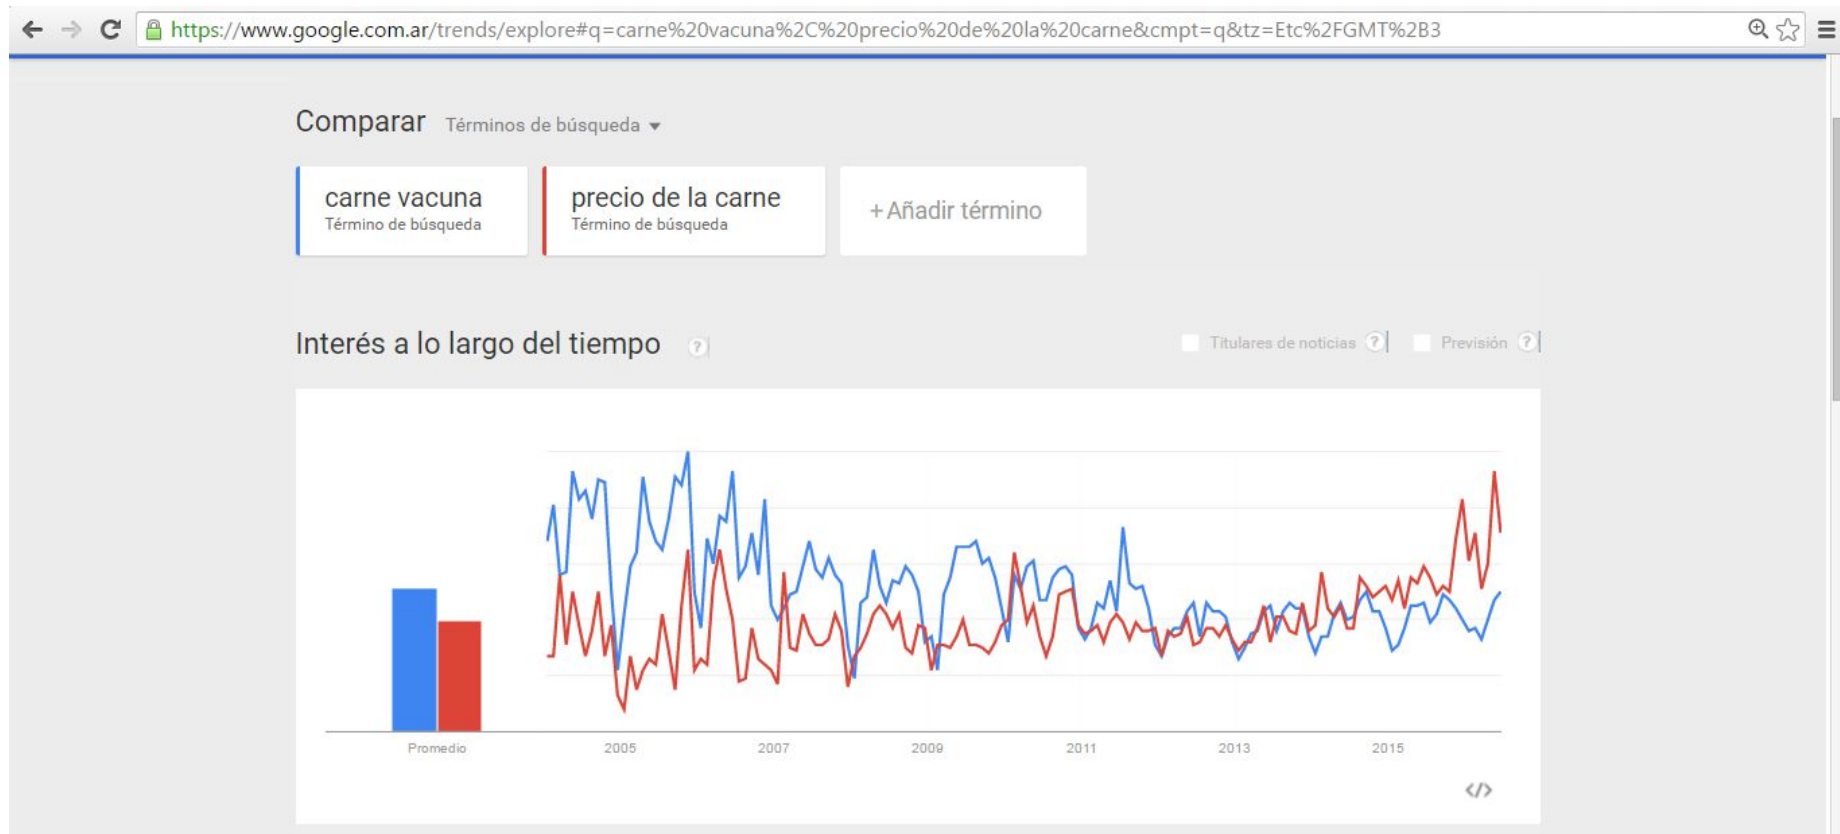 https://www.google.com.ar/trends/explore#q=carne%20vacuna%2C%20precio%20de%20la%20carne&cmpt=q&tz=Etc%2FGMT%2B3
Comparar Términos de búsqueda
carne vacuna
Término de búsqueda
precio de la carne
Término de búsqueda
+Añadir término
Interés a lo largo del tiempo ?
Titulares de noticias ? Previsión ?
Promedio 2005 2007 2009 2011 2013 2015
</>